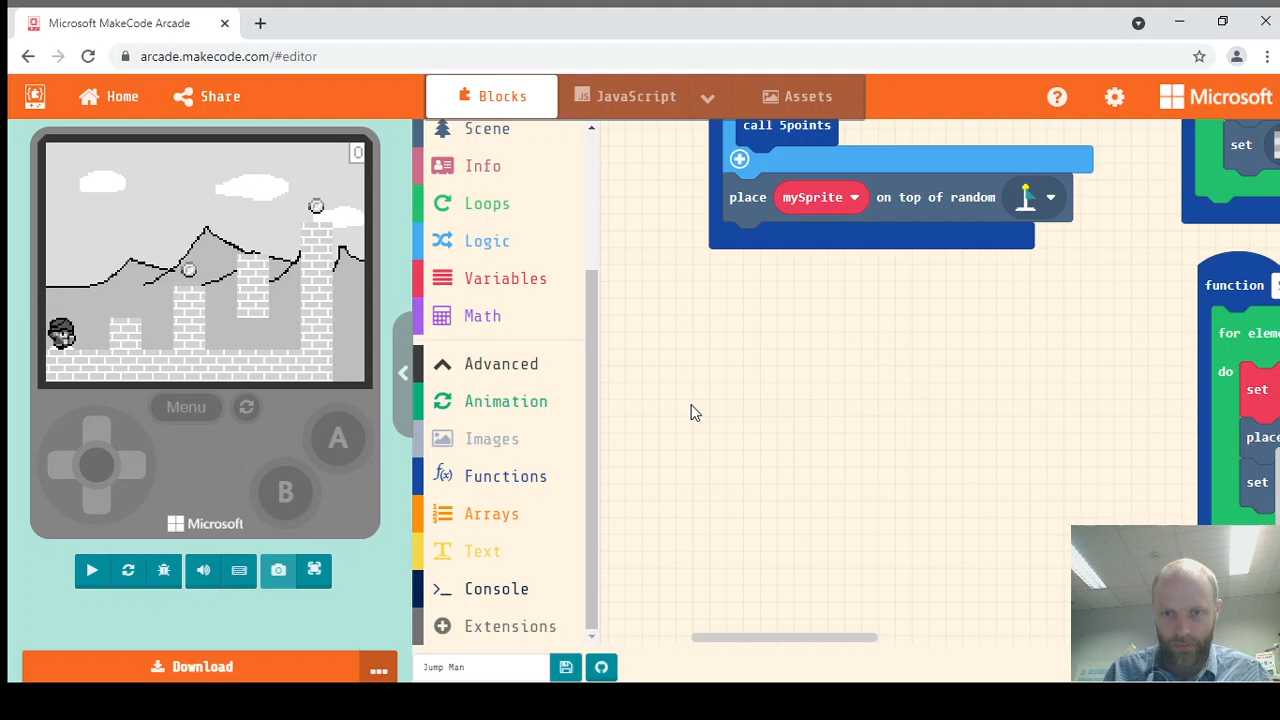 Microsoft MakeCode Arcade
arcade.makecode.com/#editor
Home
Share
Blocks
JavaScript
Assets
Microsoft
0
Menu
A
B
Microsoft
Download
Scene
Info
Loops
Logic
Variables
Math
Advanced
Animation
Images
Functions
Arrays
Text
Console
Extensions
Jump Man
call 5points
place mySprite on top of random
set
function
for eleme
do
set
place
set